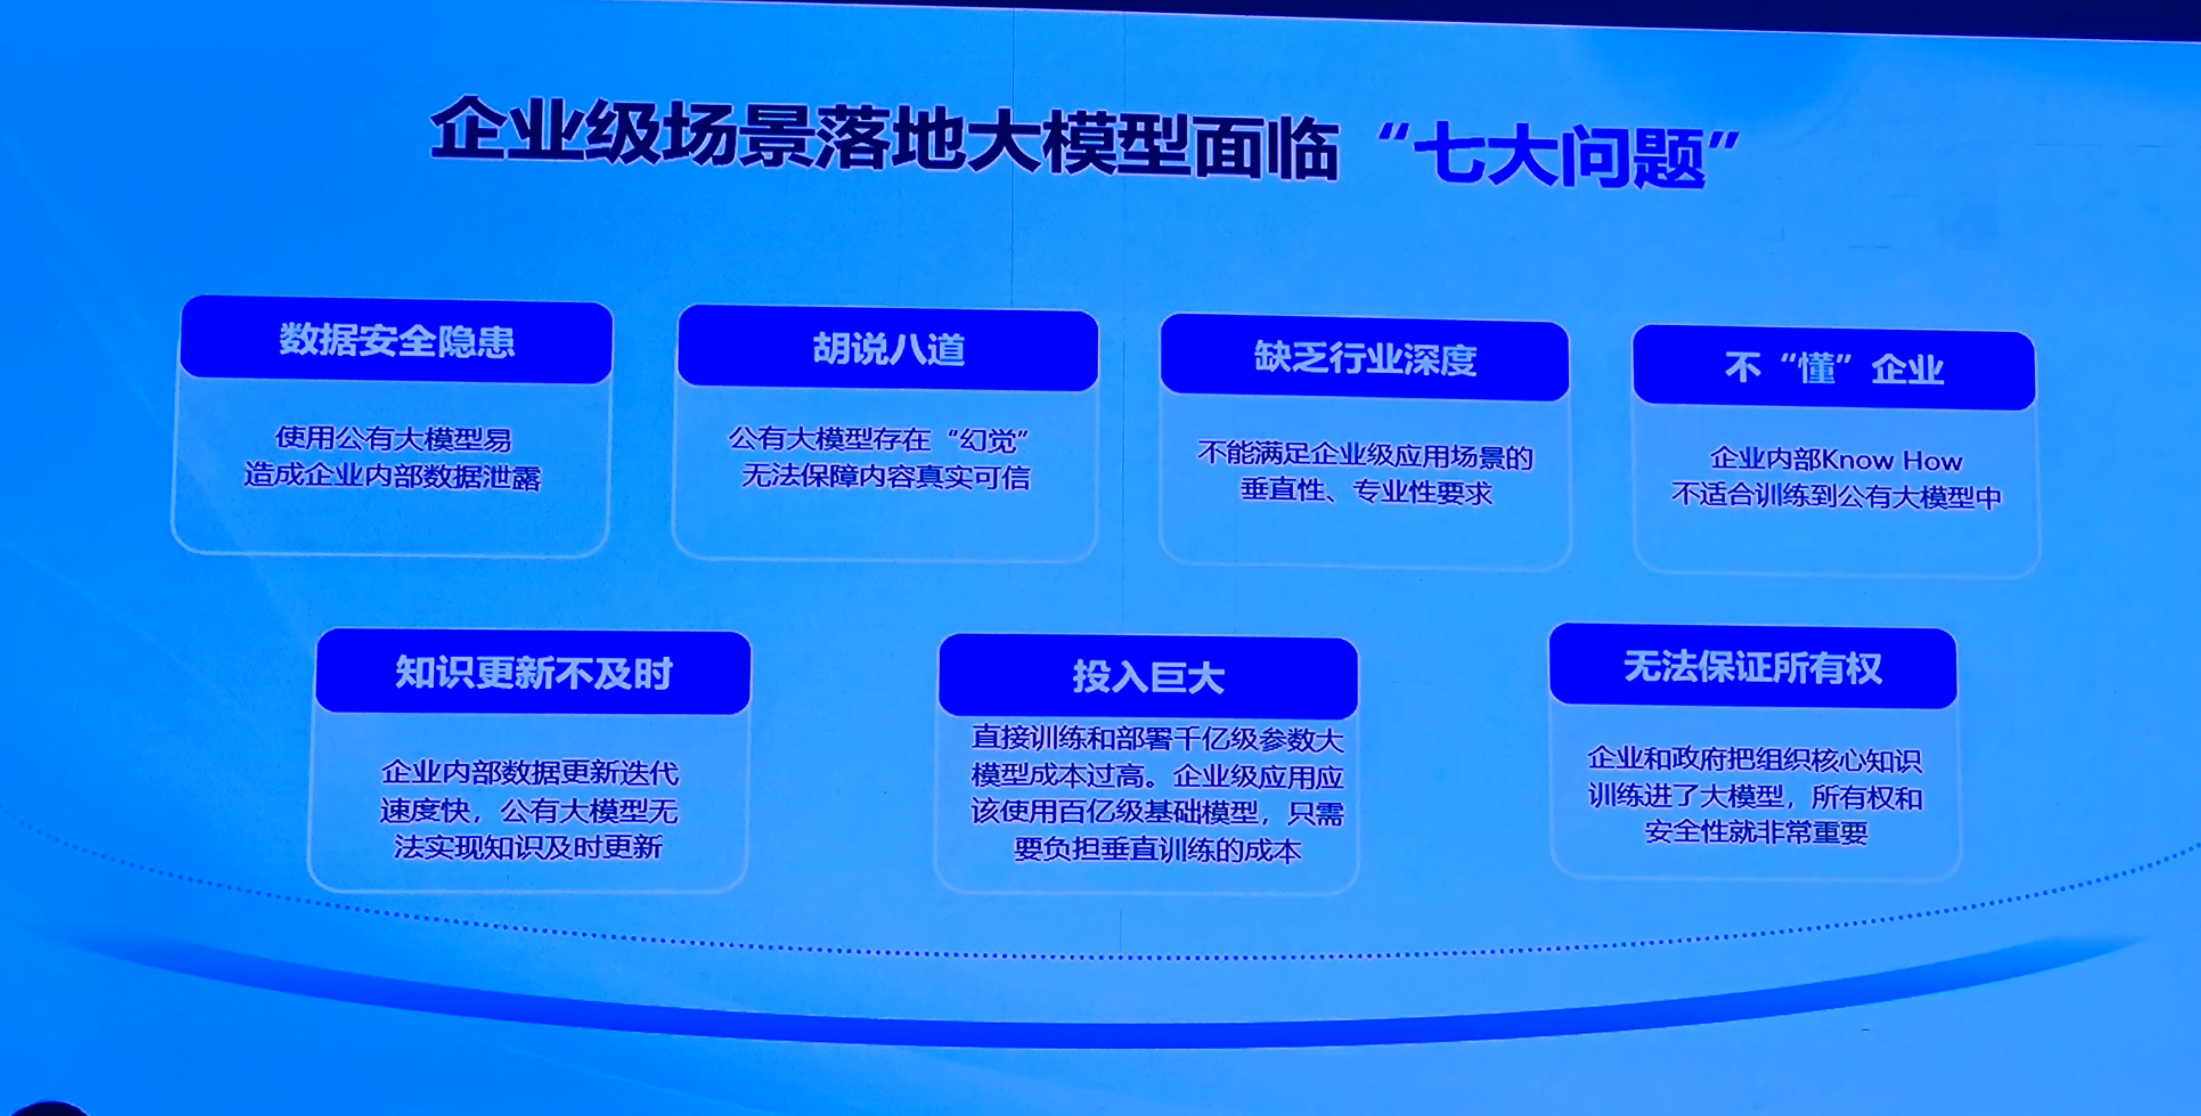 企业级场景落地大模型面临“七大问题”
数据安全隐患
使用公有大模型易
造成企业内部数据泄露
胡说八道
公有大模型存在“幻觉”
无法保障内容真实可信
缺乏行业深度
不能满足企业级应用场景的
垂直性、专业性要求
不“懂”企业
企业内部Know How
不适合训练到公有大模型中
知识更新不及时
企业内部数据更新迭代
速度快，公有大模型无
法实现知识及时更新
投入巨大
直接训练和部署千亿级参数大
模型成本过高。企业级应用应
该使用百亿级基础模型，只需
要负担垂直训练的成本
无法保证所有权
企业和政府把组织核心知识
训练进了大模型，所有权和
安全性就非常重要